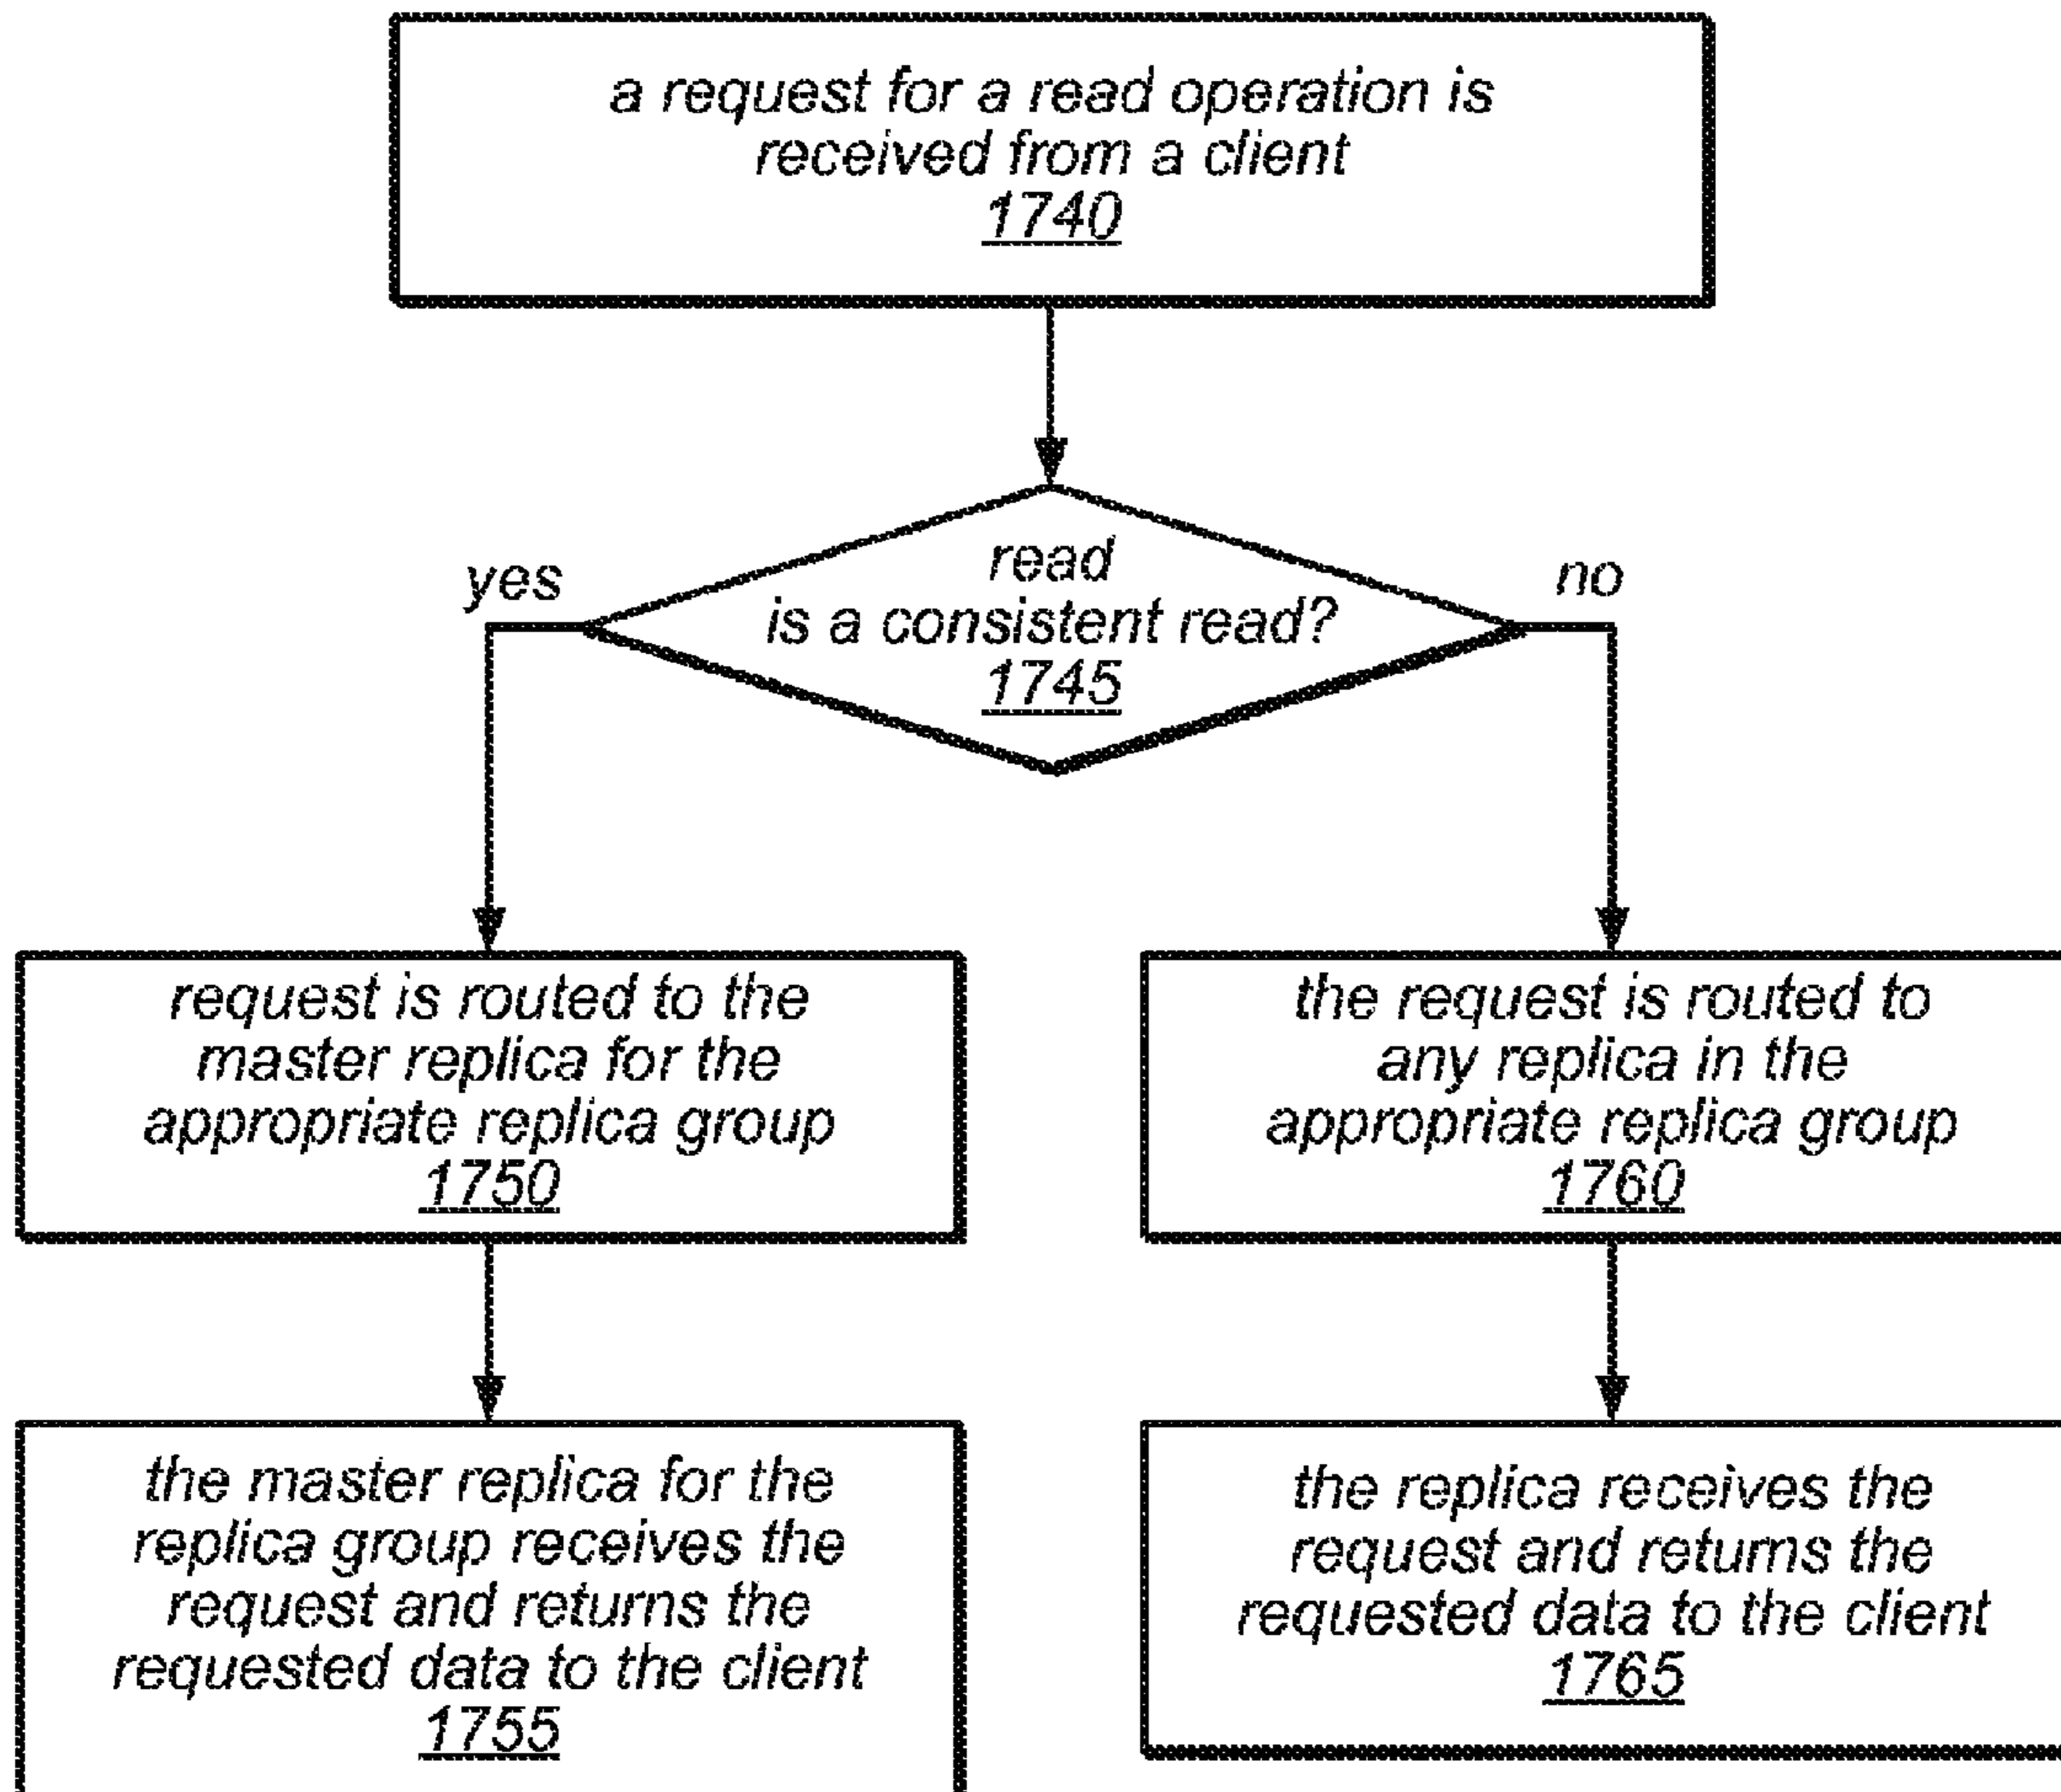 a request for a read operation is
received from a client
1740
yes
read
is a consistent read?
1745
no
request is routed to the
master replica for the
appropriate replica group
1750
the request is routed to
any replica in the
appropriate replica group
1760
the master replica for the
replica group receives the
request and returns the
requested data to the client
1755
the replica receives the
request and returns the
requested data to the client
1765